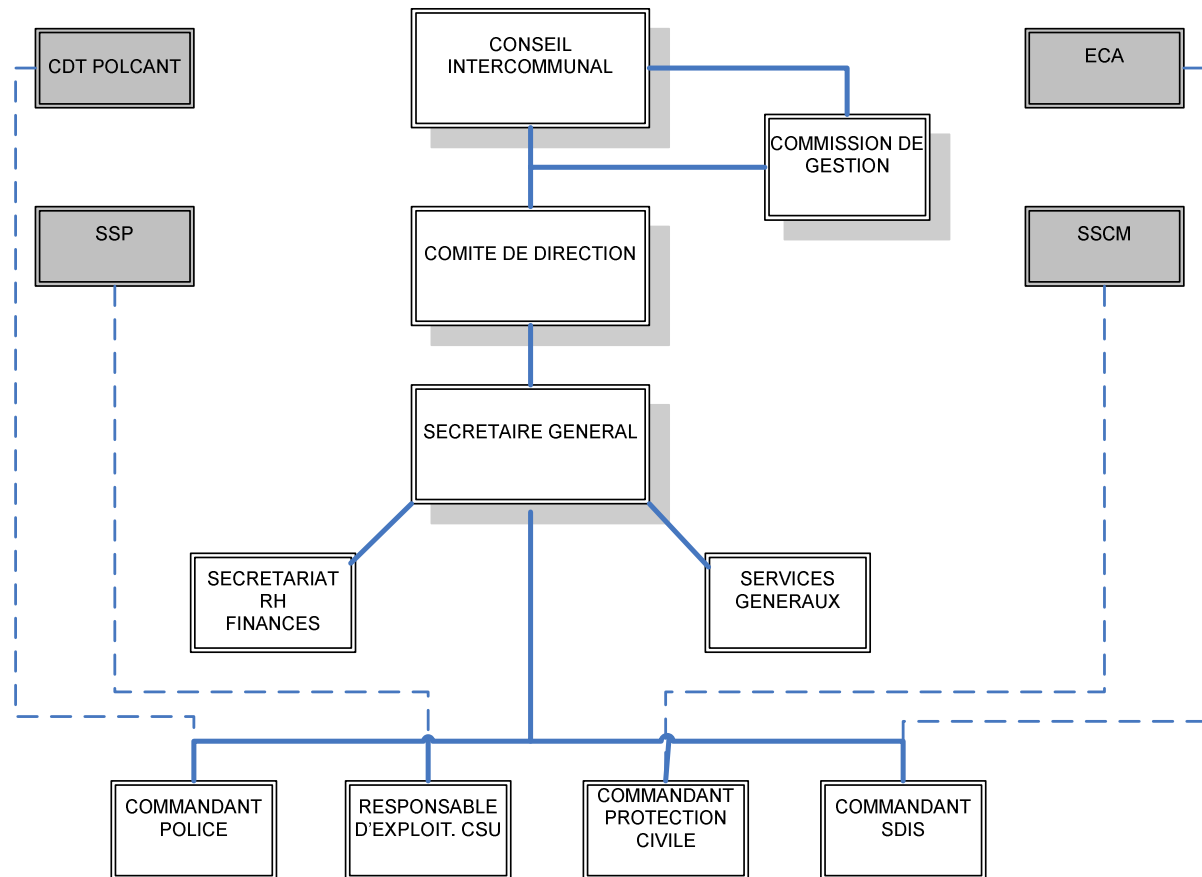 CDT POLCANT
CONSEIL
INTERCOMMUNAL
ECA
COMMISSION DE
GESTION
SSP
COMITE DE DIRECTION
SSCM
SECRETAIRE GENERAL
SECRETARIAT
RH
FINANCES
SERVICES
GENERAUX
COMMANDANT
POLICE
RESPONSABLE
D'EXPLOIT. CSU
COMMANDANT
PROTECTION
CIVILE
COMMANDANT
SDIS